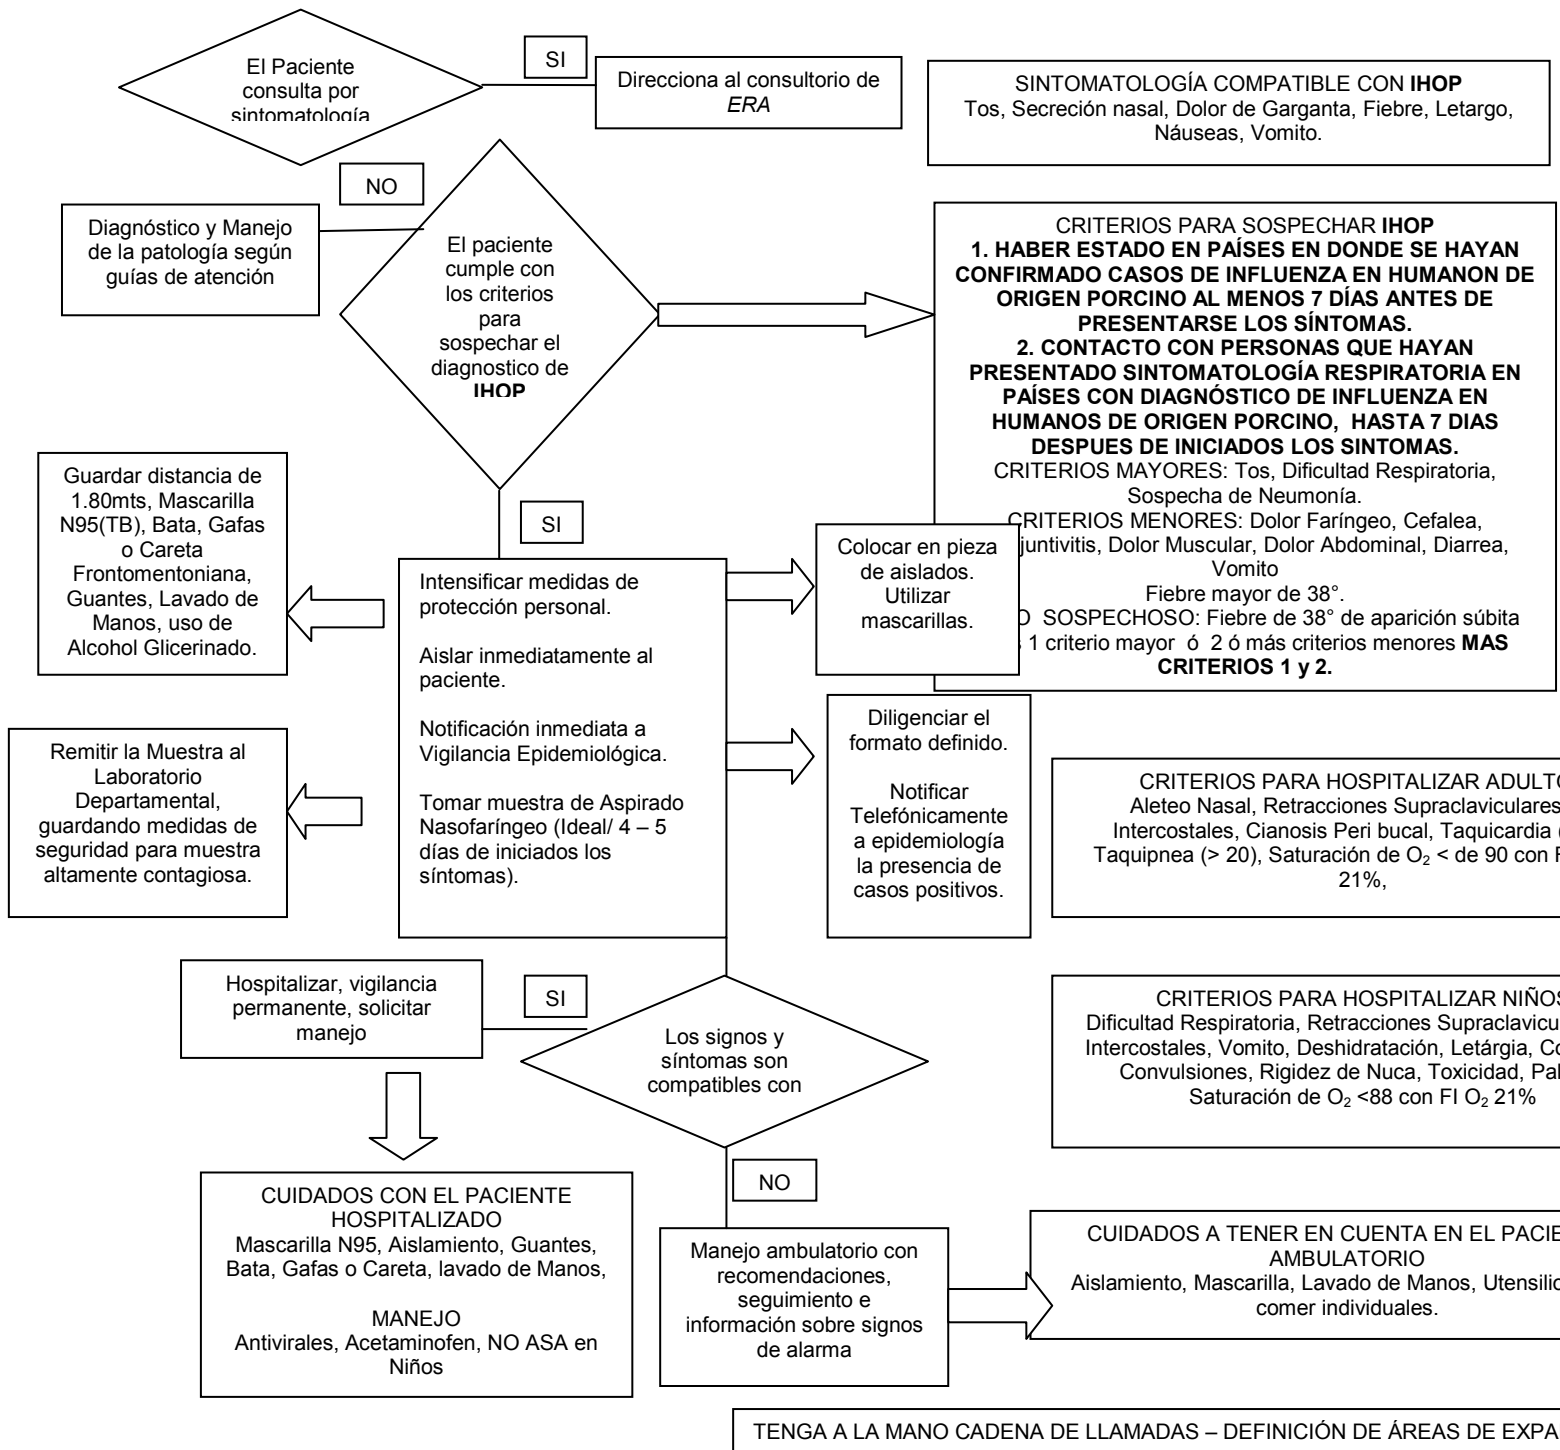 El Paciente
consulta por
sintomatología
SI
Direcciona al consultorio de
ERA
SINTOMATOLOGÍA COMPATIBLE CON IHOP
Tos, Secreción nasal, Dolor de Garganta, Fiebre, Letargo,
Náuseas, Vomito.
NO
Diagnóstico y Manejo
de la patología según
guías de atención
El paciente
cumple con
los criterios
para
sospechar el
diagnostico de
IHOP
CRITERIOS PARA SOSPECHAR IHOP
1. HABER ESTADO EN PAÍSES EN DONDE SE HAYAN
CONFIRMADO CASOS DE INFLUENZA EN HUMANON DE
ORIGEN PORCINO AL MENOS 7 DÍAS ANTES DE
PRESENTARSE LOS SÍNTOMAS.
2. CONTACTO CON PERSONAS QUE HAYAN
PRESENTADO SINTOMATOLOGÍA RESPIRATORIA EN
PAÍSES CON DIAGNÓSTICO DE INFLUENZA EN
HUMANOS DE ORIGEN PORCINO, HASTA 7 DIAS
DESPUES DE INICIADOS LOS SINTOMAS.
CRITERIOS MAYORES: Tos, Dificultad Respiratoria,
Sospecha de Neumonía.
CRITERIOS MENORES: Dolor Faríngeo, Cefalea,
juntivitis, Dolor Muscular, Dolor Abdominal, Diarrea,
Vomito
Fiebre mayor de 38°.
O SOSPECHOSO: Fiebre de 38° de aparición súbita
1 criterio mayor ó 2 ó más criterios menores MAS
CRITERIOS 1 y 2.
Guardar distancia de
1.80mts, Mascarilla
N95(TB), Bata, Gafas
o Careta
Frontomentoniana,
Guantes, Lavado de
Manos, uso de
Alcohol Glicerinado.
SI
Intensificar medidas de
protección personal.
Aislar inmediatamente al
paciente.
Notificación inmediata a
Vigilancia Epidemiológica.
Tomar muestra de Aspirado
Nasofaríngeo (Ideal/ 4 – 5
días de iniciados los
síntomas).
Colocar en pieza
de aislados.
Utilizar
mascarillas.
Remitir la Muestra al
Laboratorio
Departamental,
guardando medidas de
seguridad para muestra
altamente contagiosa.
Diligenciar el
formato definido.
Notificar
Telefónicamente
a epidemiología
la presencia de
casos positivos.
CRITERIOS PARA HOSPITALIZAR ADULTO
Aleteo Nasal, Retracciones Supraclaviculares
Intercostales, Cianosis Peri bucal, Taquicardia (
Taquipnea (> 20), Saturación de O₂ < de 90 con F
21%,
Hospitalizar, vigilancia
permanente, solicitar
manejo
SI
Los signos y
síntomas son
compatibles con
CRITERIOS PARA HOSPITALIZAR NIÑOS
Dificultad Respiratoria, Retracciones Supraclavicu
Intercostales, Vomito, Deshidratación, Letárgia, Co
Convulsiones, Rigidez de Nuca, Toxicidad, Pal
Saturación de O₂ <88 con FI O₂ 21%
NO
CUIDADOS CON EL PACIENTE
HOSPITALIZADO
Mascarilla N95, Aislamiento, Guantes,
Bata, Gafas o Careta, lavado de Manos,
MANEJO
Antivirales, Acetaminofen, NO ASA en
Niños
Manejo ambulatorio con
recomendaciones,
seguimiento e
información sobre signos
de alarma
CUIDADOS A TENER EN CUENTA EN EL PACIE
AMBULATORIO
Aislamiento, Mascarilla, Lavado de Manos, Utensilio
comer individuales.
TENGA A LA MANO CADENA DE LLAMADAS – DEFINICIÓN DE ÁREAS DE EXPA